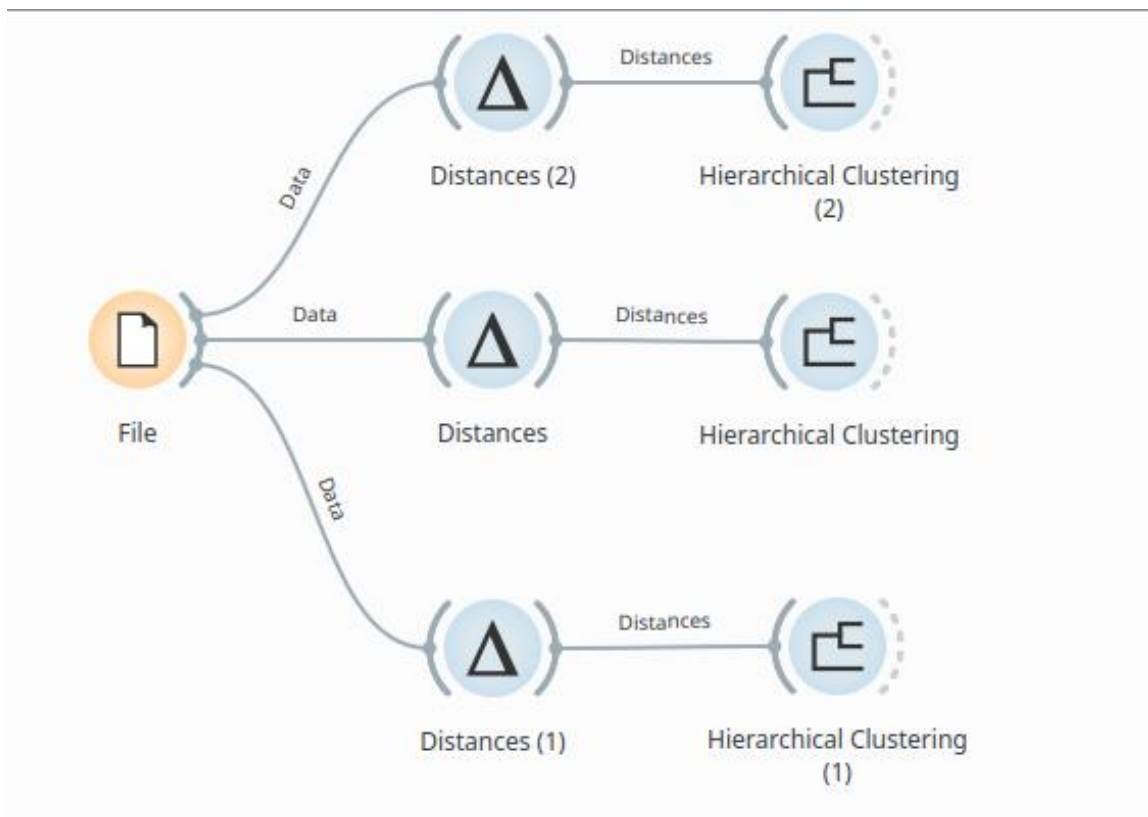 Distances
Distances (2)
Hierarchical Clustering
(2)
Data
Data
Distances
File
Distances
Hierarchical Clustering
Data
Distances
Distances (1)
Hierarchical Clustering
(1)